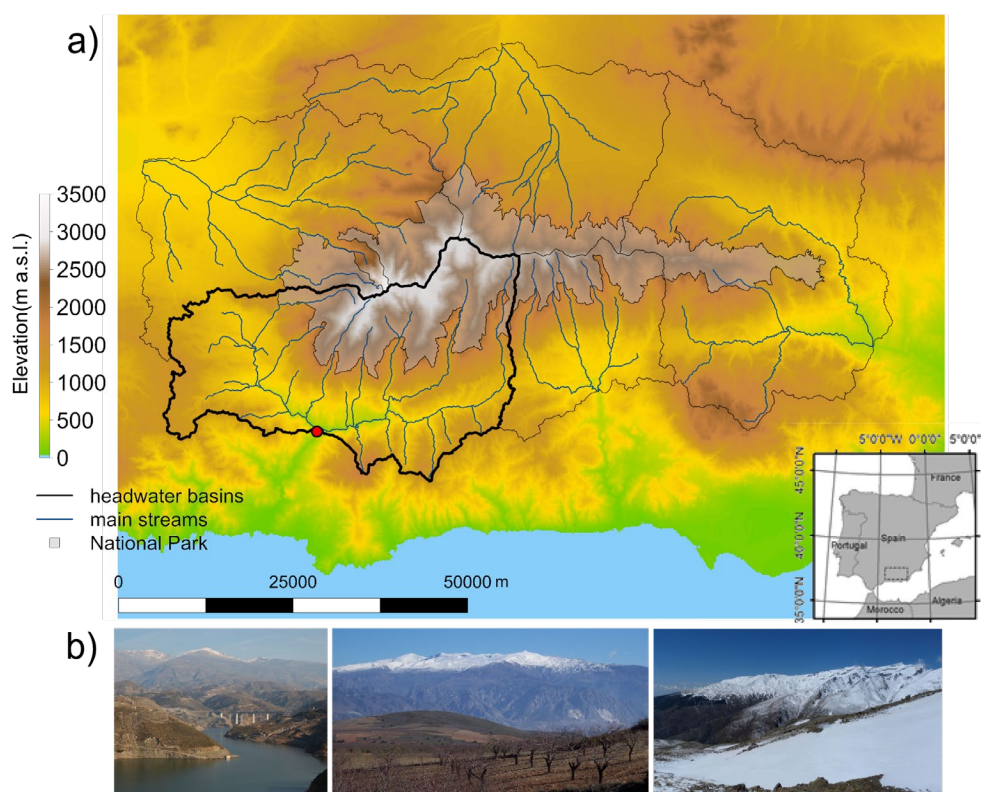 a)
Elevation(m a.s.l.)
3500
3000
2500
2000
1500
1000
500
0
headwater basins
main streams
National Park
0 25000 50000 m
5°0'0"W 0°0'0" 5°0'0"
45°0'0"N
40°0'0"N
35°0'0"N
France
Portugal
Spain
Algeria
Morocco
b)